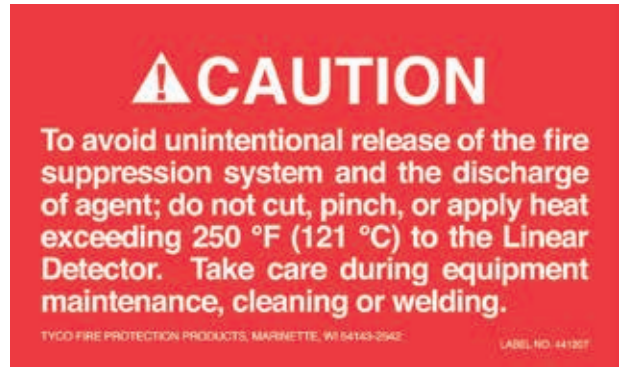 CAUTION
To avoid unintentional release of the fire
suppression system and the discharge
of agent; do not cut, pinch, or apply heat
exceeding 250 °F (121 °C) to the Linear
Detector. Take care during equipment
maintenance, cleaning or welding.
TYCO FIRE PROTECTION PRODUCTS, MARINETTE, WI 54143-2542
LABEL NO. 441207